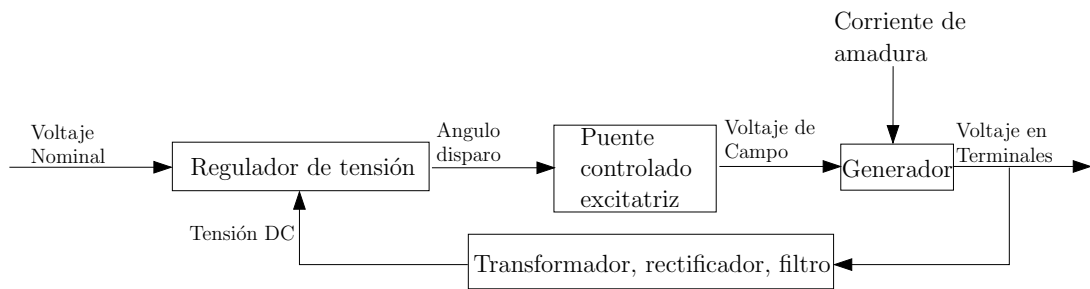 Corriente de
amadura
Voltaje
Nominal
Regulador de tensión
Angulo
disparo
Puente
controlado
excitatriz
Voltaje de
Campo
Generador
Voltaje en
Terminales
Tensión DC
Transformador, rectificador, filtro